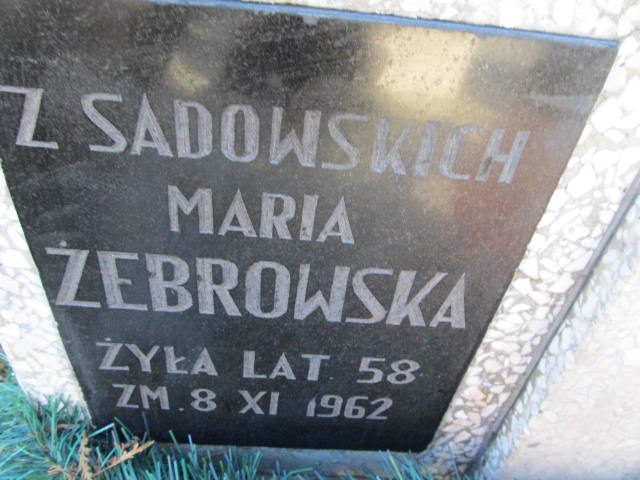 Z SADOWSKICH
MARIA
ŻEBROWSKA
ŻYŁA LAT 58
ZM. 8 XI 1962